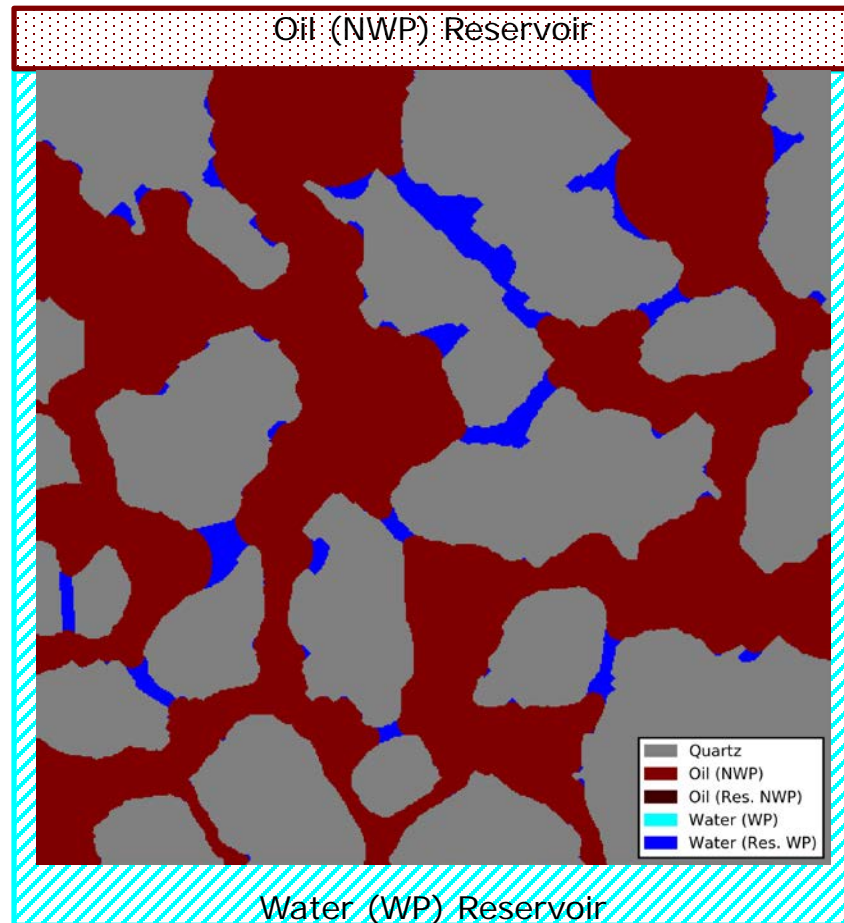 Oil (NWP) Reservoir
Quartz
Oil (NWP)
Oil (Res. NWP)
Water (WP)
Water (Res. WP)
Water (WP) Reservoir